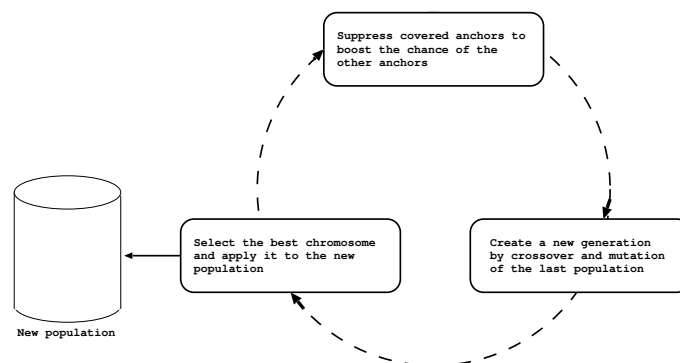 Suppress covered anchors to
boost the chance of the
other anchors
Select the best chromosome
and apply it to the new
population
Create a new generation
by crossover and mutation
of the last population
New population